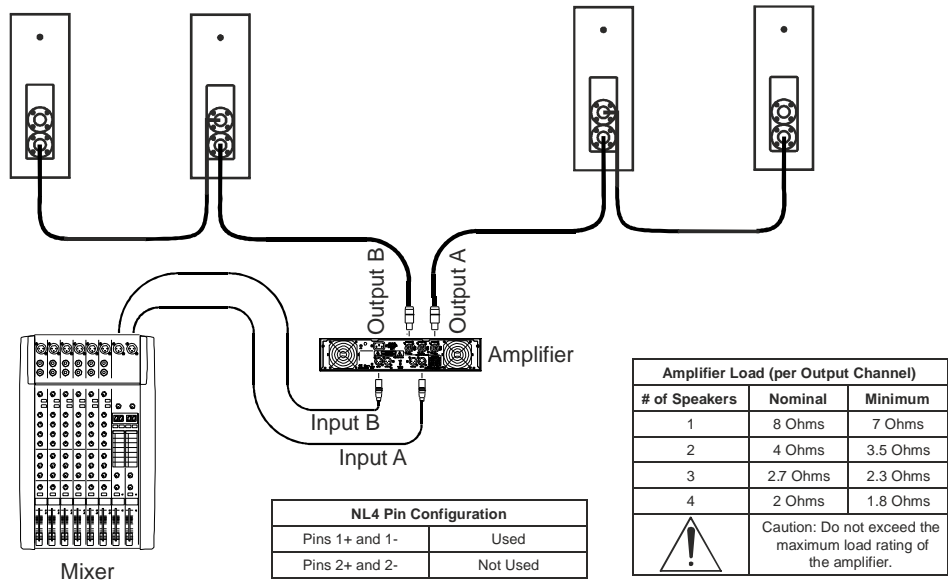 Output B
Output A
Amplifier
Input B
Input A
Mixer
NL4 Pin Configuration
Pins 1+ and 1- Used
Pins 2+ and 2- Not Used
Amplifier Load (per Output Channel)
# of Speakers Nominal Minimum
1 8 Ohms 7 Ohms
2 4 Ohms 3.5 Ohms
3 2.7 Ohms 2.3 Ohms
4 2 Ohms 1.8 Ohms
Caution: Do not exceed the
maximum load rating of
the amplifier.